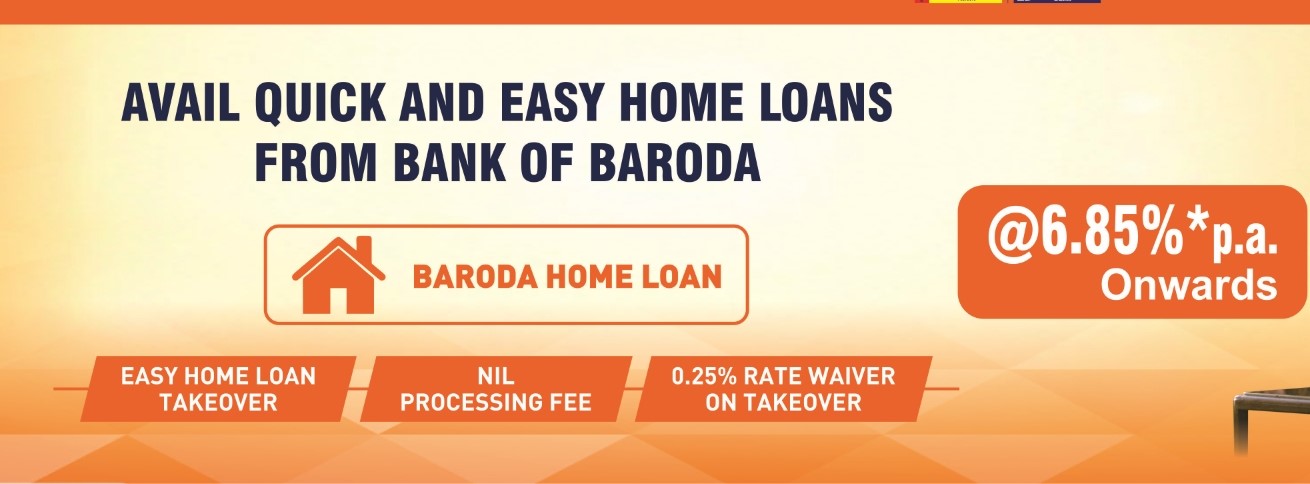 AVAIL QUICK AND EASY HOME LOANS
FROM BANK OF BARODA
@6.85%*p.a.
Onwards
BARODA HOME LOAN
EASY HOME LOAN
TAKEOVER
NIL
PROCESSING FEE
0.25% RATE WAIVER
ON TAKEOVER